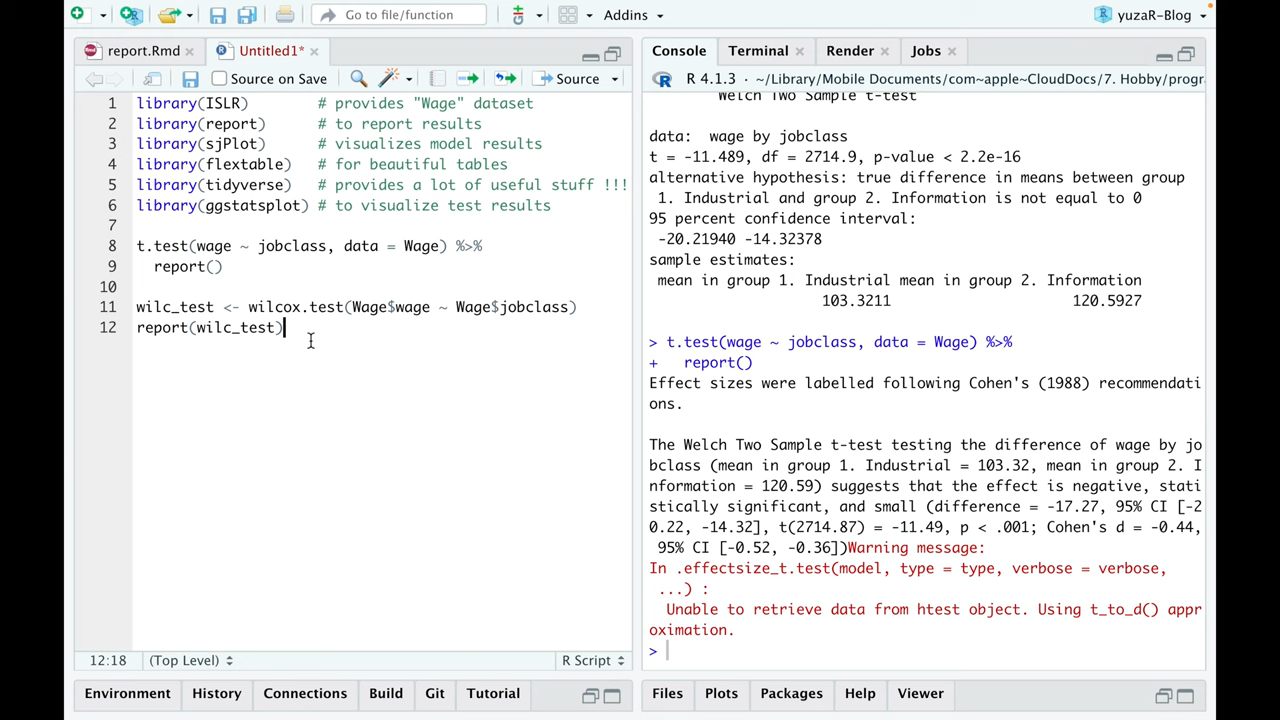 Go to file/function
Addins
yuzaR-Blog
report.Rmd
Untitled1*
Source on Save
Source
1 library(ISLR)       # provides "Wage" dataset
2 library(report)     # to report results
3 library(sjPlot)     # visualizes model results
4 library(flextable)  # for beautiful tables
5 library(tidyverse)  # provides a lot of useful stuff !!!
6 library(ggstatsplot) # to visualize test results
7
8 t.test(wage ~ jobclass, data = Wage) %>%
9   report()
10
11 wilc_test <- wilcox.test(Wage$wage ~ Wage$jobclass)
12 report(wilc_test)
12:18 (Top Level) R Script
Environment History Connections Build Git Tutorial
Console Terminal Render Jobs
R 4.1.3 · ~/Library/Mobile Documents/com~apple~CloudDocs/7. Hobby/progr
Welch Two Sample t-test
data:  wage by jobclass
t = -11.489, df = 2714.9, p-value < 2.2e-16
alternative hypothesis: true difference in means between group
1. Industrial and group 2. Information is not equal to 0
95 percent confidence interval:
-20.21940 -14.32378
sample estimates:
mean in group 1. Industrial mean in group 2. Information
103.3211 120.5927
> t.test(wage ~ jobclass, data = Wage) %>%
+   report()
Effect sizes were labelled following Cohen's (1988) recommendati
ons.
The Welch Two Sample t-test testing the difference of wage by jo
bclass (mean in group 1. Industrial = 103.32, mean in group 2. I
nformation = 120.59) suggests that the effect is negative, stati
stically significant, and small (difference = -17.27, 95% CI [-2
0.22, -14.32], t(2714.87) = -11.49, p < .001; Cohen's d = -0.44,
95% CI [-0.52, -0.36])Warning message:
In .effectsize_t.test(model, type = type, verbose = verbose,
...) :
Unable to retrieve data from htest object. Using t_to_d() appr
oximation.
>
Files Plots Packages Help Viewer